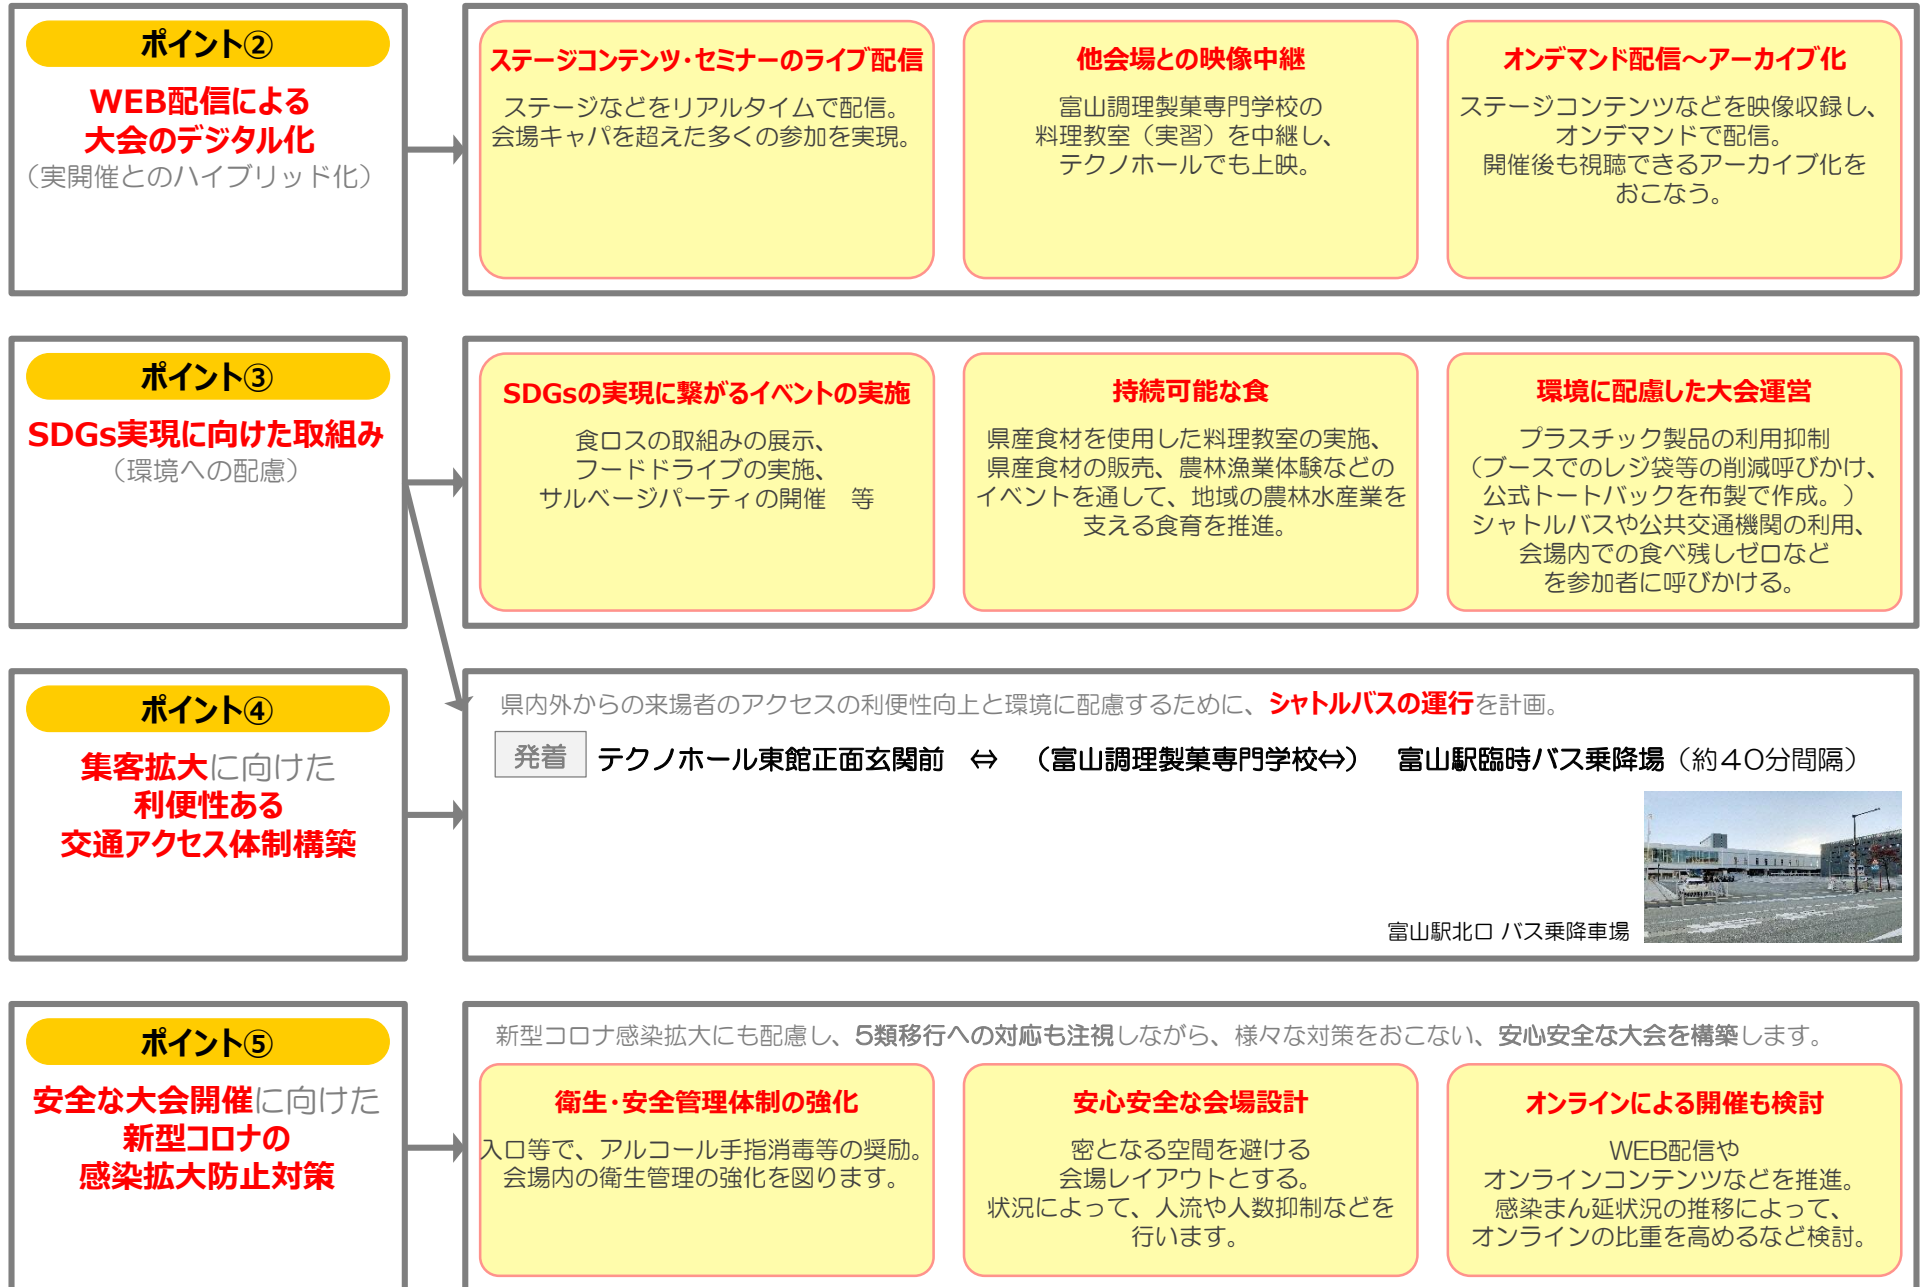 ポイント②
WEB配信による
大会のデジタル化
（実開催とのハイブリッド化）
ステージコンテンツ・セミナーのライブ配信
ステージなどをリアルタイムで配信。
会場キャパを超えた多くの参加を実現。
他会場との映像中継
富山調理製菓専門学校の
料理教室（実習）を中継し、
テクノホールでも上映。
オンデマンド配信～アーカイブ化
ステージコンテンツなどを映像収録し、
オンデマンドで配信。
開催後も視聴できるアーカイブ化を
おこなう。
ポイント③
SDGs実現に向けた取組み
（環境への配慮）
SDGsの実現に繋がるイベントの実施
食ロスの取組みの展示、
フードドライブの実施、
サルベージパーティの開催　等
持続可能な食
県産食材を使用した料理教室の実施、
県産食材の販売、農林漁業体験などの
イベントを通して、地域の農林水産業を
支える食育を推進。
環境に配慮した大会運営
プラスチック製品の利用抑制
（ブースでのレジ袋等の削減呼びかけ、
公式トートバックを布製で作成。）
シャトルバスや公共交通機関の利用、
会場内での食べ残しゼロなど
を参加者に呼びかける。
ポイント④
集客拡大に向けた
利便性ある
交通アクセス体制構築
県内外からの来場者のアクセスの利便性向上と環境に配慮するために、シャトルバスの運行を計画。
発着 テクノホール東館正面玄関前　⇔　（富山調理製菓専門学校⇔）　富山駅臨時バス乗降場（約４０分間隔）
富山駅北口 バス乗降車場
ポイント⑤
安全な大会開催に向けた
新型コロナの
感染拡大防止対策
新型コロナ感染拡大にも配慮し、5類移行への対応も注視しながら、様々な対策をおこない、安心安全な大会を構築します。
衛生・安全管理体制の強化
入口等で、アルコール手指消毒等の奨励。
会場内の衛生管理の強化を図ります。
安心安全な会場設計
密となる空間を避ける
会場レイアウトとする。
状況によって、人流や人数抑制などを
行います。
オンラインによる開催も検討
WEB配信や
オンラインコンテンツなどを推進。
感染まん延状況の推移によって、
オンラインの比重を高めるなど検討。